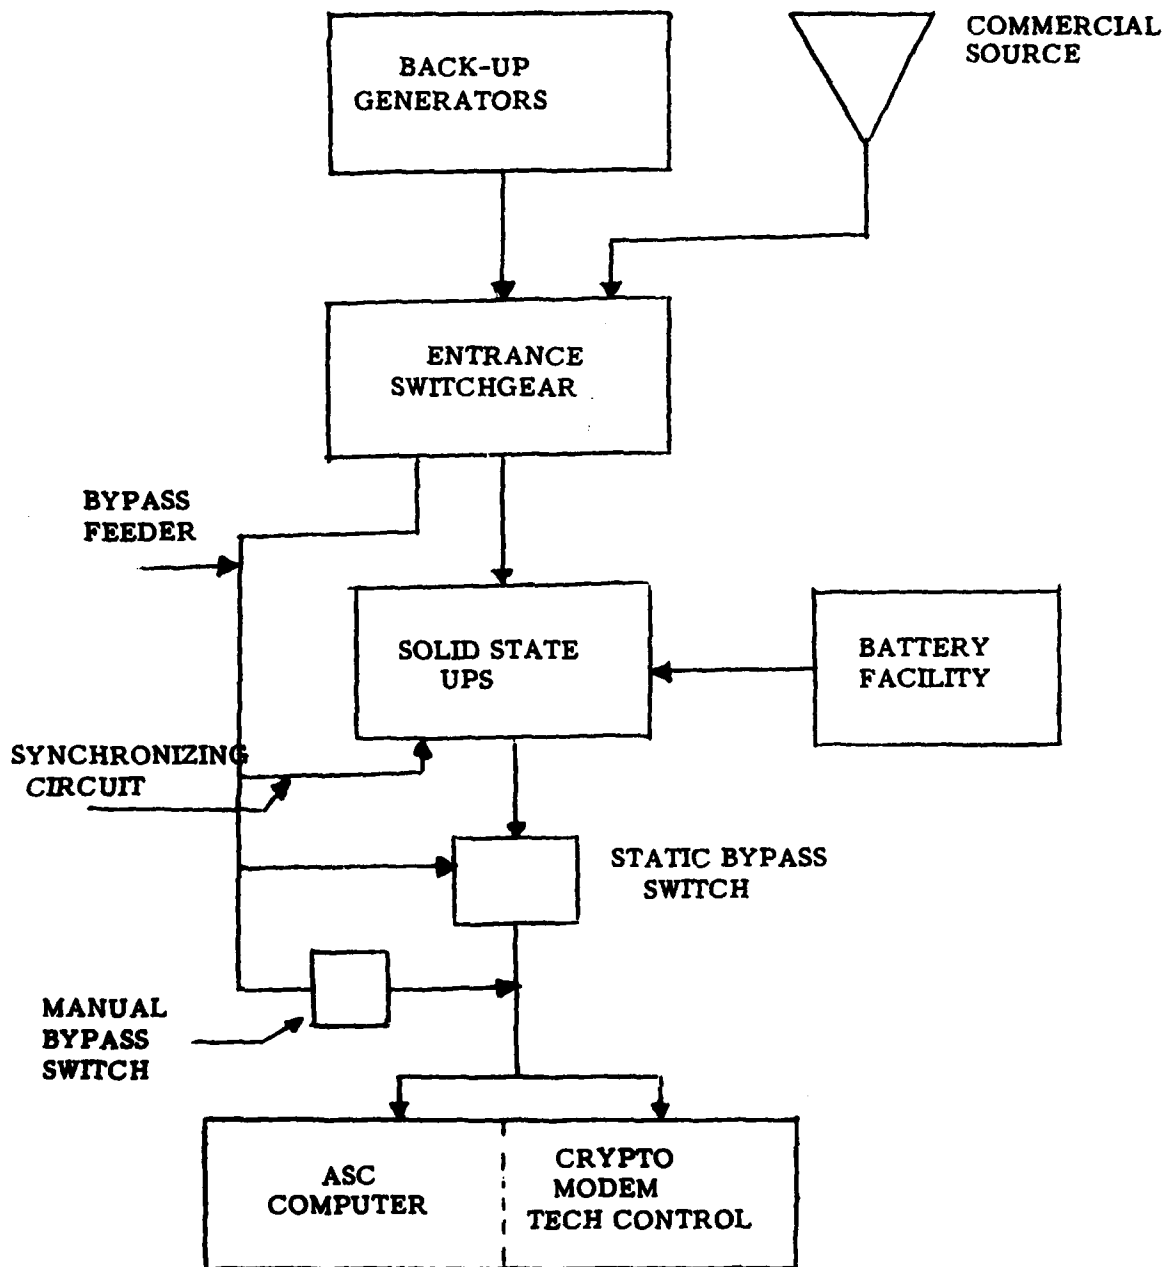 BACK-UP
GENERATORS
COMMERCIAL
SOURCE
ENTRANCE
SWITCHGEAR
BYPASS
FEEDER
SOLID STATE
UPS
BATTERY
FACILITY
SYNCHRONIZING
CIRCUIT
STATIC BYPASS
SWITCH
MANUAL
BYPASS
SWITCH
ASC
COMPUTER
CRYPTO
MODEM
TECH CONTROL